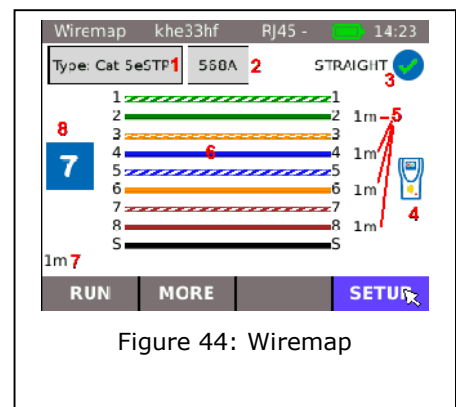 Wiremap khe33hf RJ45 - 14:23
Type: Cat 5eSTP 1 568A 2 STRAIGHT 3
1 1
2 2 1m 5
3 3
4 6 4 1m
5 5
6 6 1m
7 7
8 8 1m
S S
8
7
4
1m 7
RUN MORE SETUP
Figure 44: Wiremap